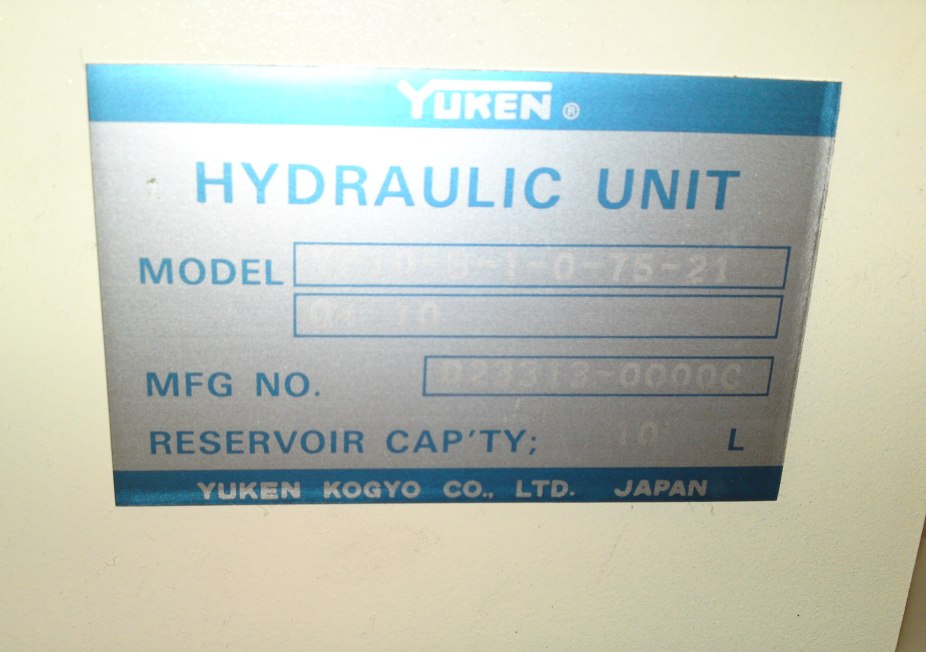 YUKEN ®
HYDRAULIC UNIT
MODEL
MFG NO. 023313-0000C
RESERVOIR CAP'TY; 10 L
YUKEN KOGYO CO., LTD. JAPAN